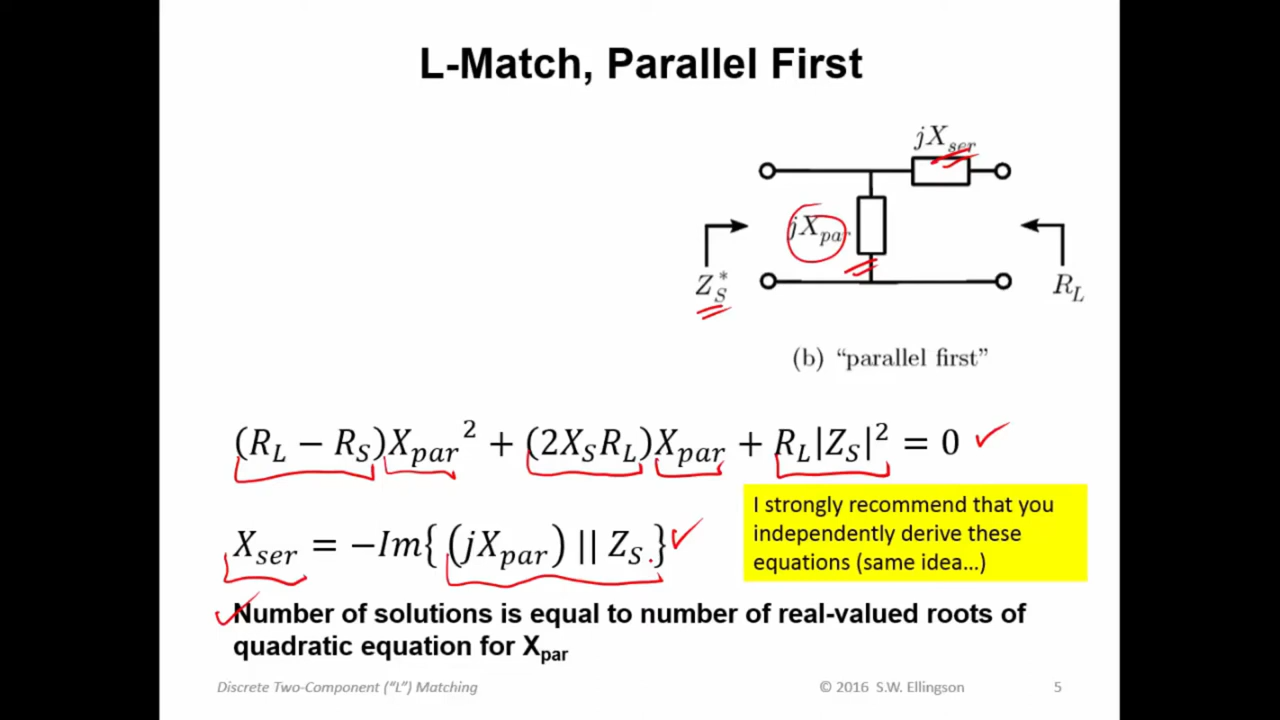 L-Match, Parallel First
jX_ser
jX_par
Z_S^*
R_L
(b) “parallel first”
(R_L − R_S)X_par^2 + (2X_S R_L)X_par + R_L|Z_S|^2 = 0
I strongly recommend that you
independently derive these
equations (same idea…)
X_ser = −Im{(jX_par) || Z_S}
Number of solutions is equal to number of real-valued roots of
quadratic equation for X_par
Discrete Two-Component (“L”) Matching
© 2016 S.W. Ellingson
5